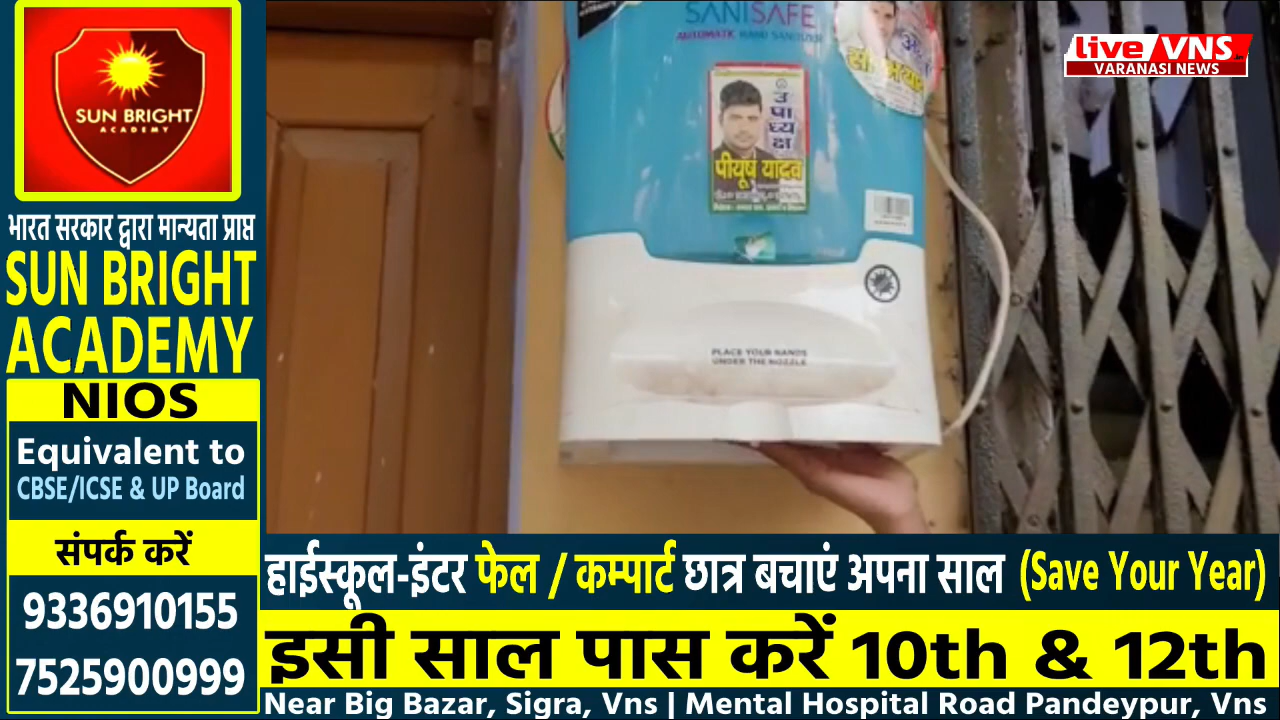 SUN BRIGHT
ACADEMY
भारत सरकार द्वारा मान्यता प्राप्त
SUN BRIGHT
ACADEMY
NIOS
Equivalent to
CBSE/ICSE & UP Board
संपर्क करें
9336910155
7525900999
SANISAFE
AUTOMATIK HAND SANITIZER
उपाध्यक्ष
पीयूष यादव
PLACE YOUR HANDS
UNDER THE NOZZLE
live VNS.in
VARANASI NEWS
हाईस्कूल-इंटर फेल / कम्पार्ट छात्र बचाएं अपना साल (Save Your Year)
इसी साल पास करें 10th & 12th
Near Big Bazar, Sigra, Vns | Mental Hospital Road Pandeypur, Vns